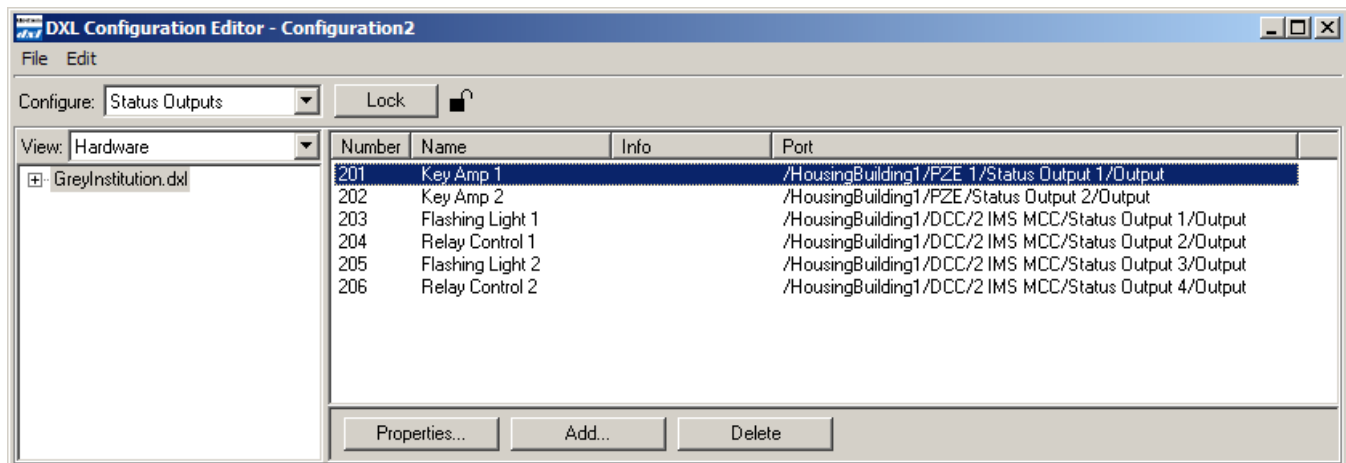 DXL Configuration Editor - Configuration2
File Edit
Configure: Status Outputs Lock
View: Hardware
GreyInstitution.dxl
Number Name Info Port
201 Key Amp 1 /HousingBuilding1/PZE 1/Status Output 1/Output
202 Key Amp 2 /HousingBuilding1/PZE/Status Output 2/Output
203 Flashing Light 1 /HousingBuilding1/DCC/2 IMS MCC/Status Output 1/Output
204 Relay Control 1 /HousingBuilding1/DCC/2 IMS MCC/Status Output 2/Output
205 Flashing Light 2 /HousingBuilding1/DCC/2 IMS MCC/Status Output 3/Output
206 Relay Control 2 /HousingBuilding1/DCC/2 IMS MCC/Status Output 4/Output
Properties... Add... Delete